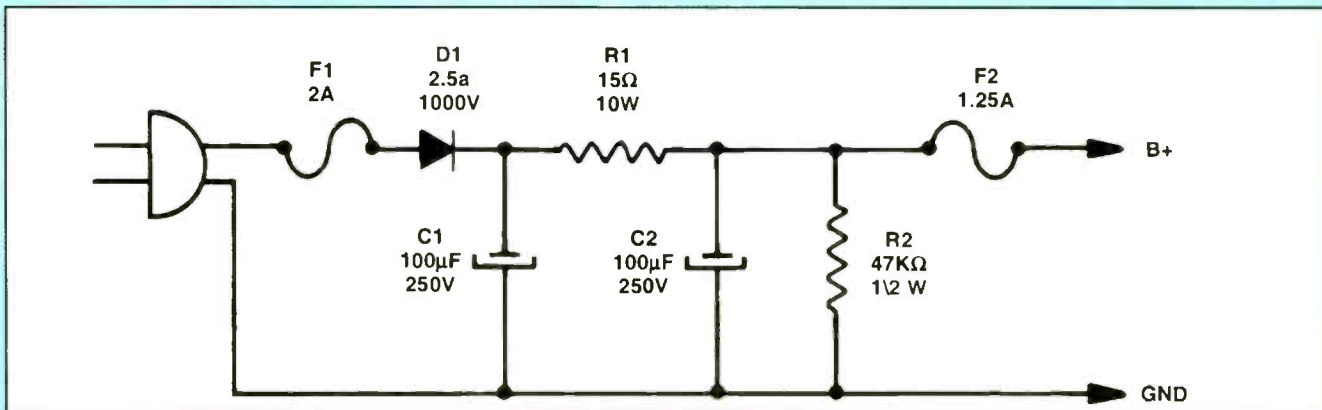 F1
2A
D1
2.5a
1000V
R1
15Ω
10W
F2
1.25A
B+
C1
100μF
250V
C2
100μF
250V
R2
47KΩ
1\2 W
GND